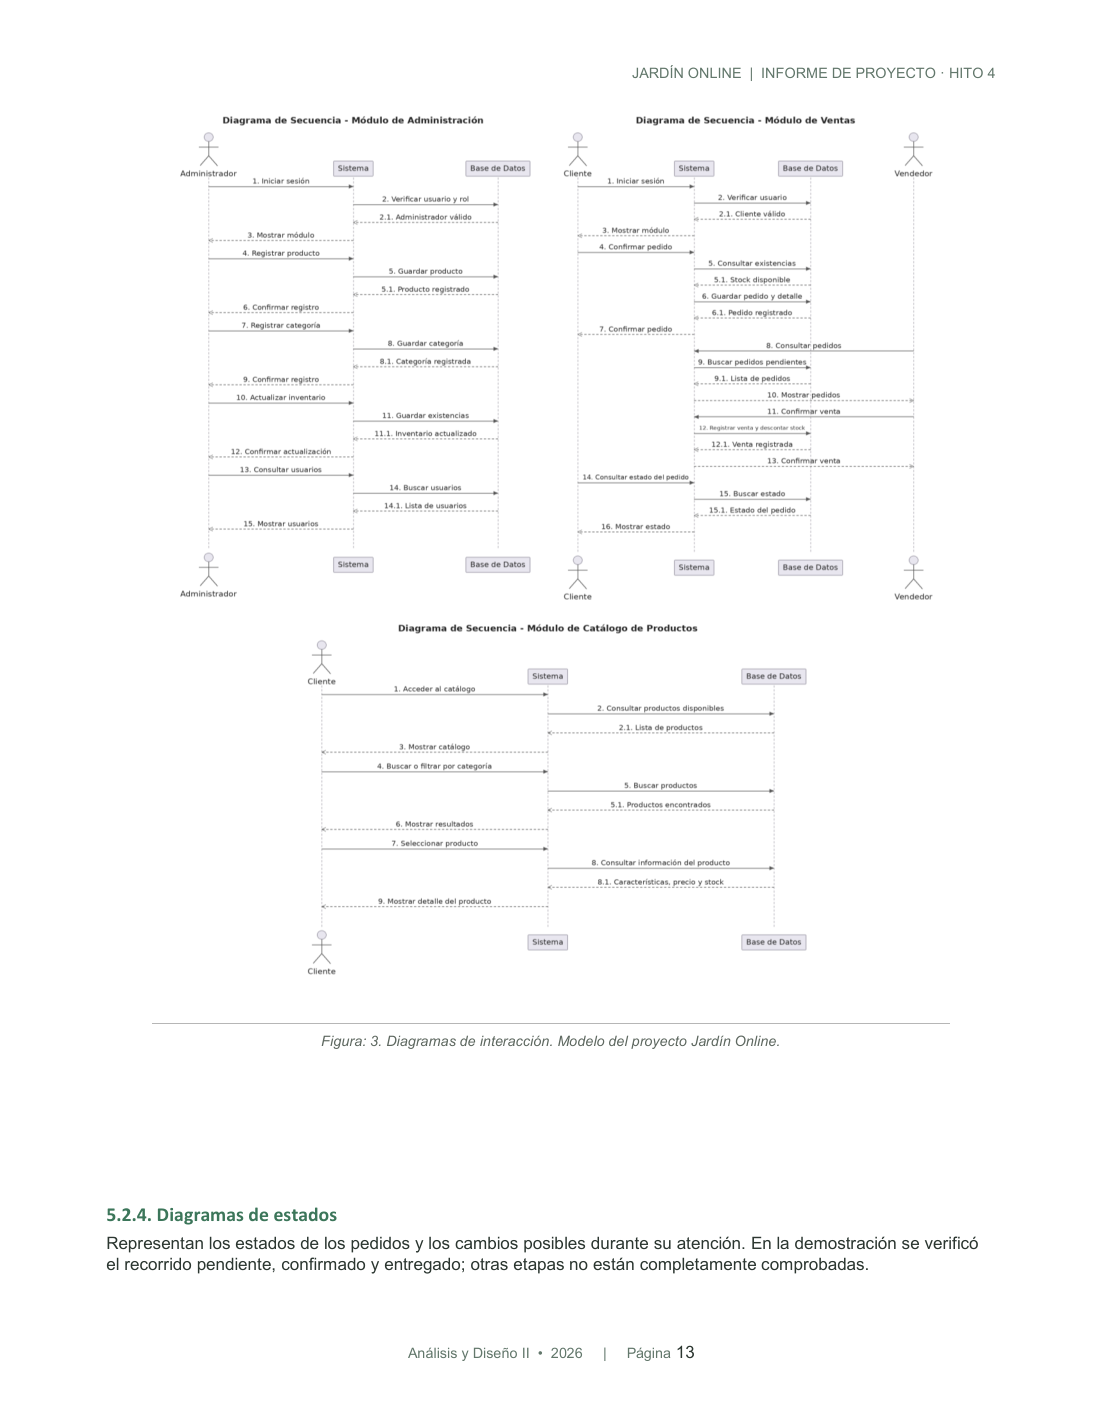 JARDÍN ONLINE | INFORME DE PROYECTO · HITO 4
Diagrama de Secuencia - Módulo de Administración
Administrador
Sistema
Base de Datos
1. Iniciar sesión
2. Verificar usuario y rol
2.1. Administrador válido
3. Mostrar módulo
4. Registrar producto
5. Guardar producto
5.1. Producto registrado
6. Confirmar registro
7. Registrar categoría
8. Guardar categoría
8.1. Categoría registrada
9. Confirmar registro
10. Actualizar inventario
11. Guardar existencias
11.1. Inventario actualizado
12. Confirmar actualización
13. Consultar usuarios
14. Buscar usuarios
14.1. Lista de usuarios
15. Mostrar usuarios
Administrador
Sistema
Base de Datos
Diagrama de Secuencia - Módulo de Ventas
Cliente
Sistema
Base de Datos
Vendedor
1. Iniciar sesión
2. Verificar usuario
2.1. Cliente válido
3. Mostrar módulo
4. Confirmar pedido
5. Consultar existencias
5.1. Stock disponible
6. Guardar pedido y detalle
6.1. Pedido registrado
7. Confirmar pedido
8. Consultar pedidos
9. Buscar pedidos pendientes
9.1. Lista de pedidos
10. Mostrar pedidos
11. Confirmar venta
12. Registrar venta y descontar stock
12.1. Venta registrada
13. Confirmar venta
14. Consultar estado del pedido
15. Buscar estado
15.1. Estado del pedido
16. Mostrar estado
Cliente
Sistema
Base de Datos
Vendedor
Diagrama de Secuencia - Módulo de Catálogo de Productos
Cliente
Sistema
Base de Datos
1. Acceder al catálogo
2. Consultar productos disponibles
2.1. Lista de productos
3. Mostrar catálogo
4. Buscar o filtrar por categoría
5. Buscar productos
5.1. Productos encontrados
6. Mostrar resultados
7. Seleccionar producto
8. Consultar información del producto
8.1. Características, precio y stock
9. Mostrar detalle del producto
Cliente
Sistema
Base de Datos
Figura: 3. Diagramas de interacción. Modelo del proyecto Jardín Online.
5.2.4. Diagramas de estados
Representan los estados de los pedidos y los cambios posibles durante su atención. En la demostración se verificó
el recorrido pendiente, confirmado y entregado; otras etapas no están completamente comprobadas.
Análisis y Diseño II • 2026 | Página 13